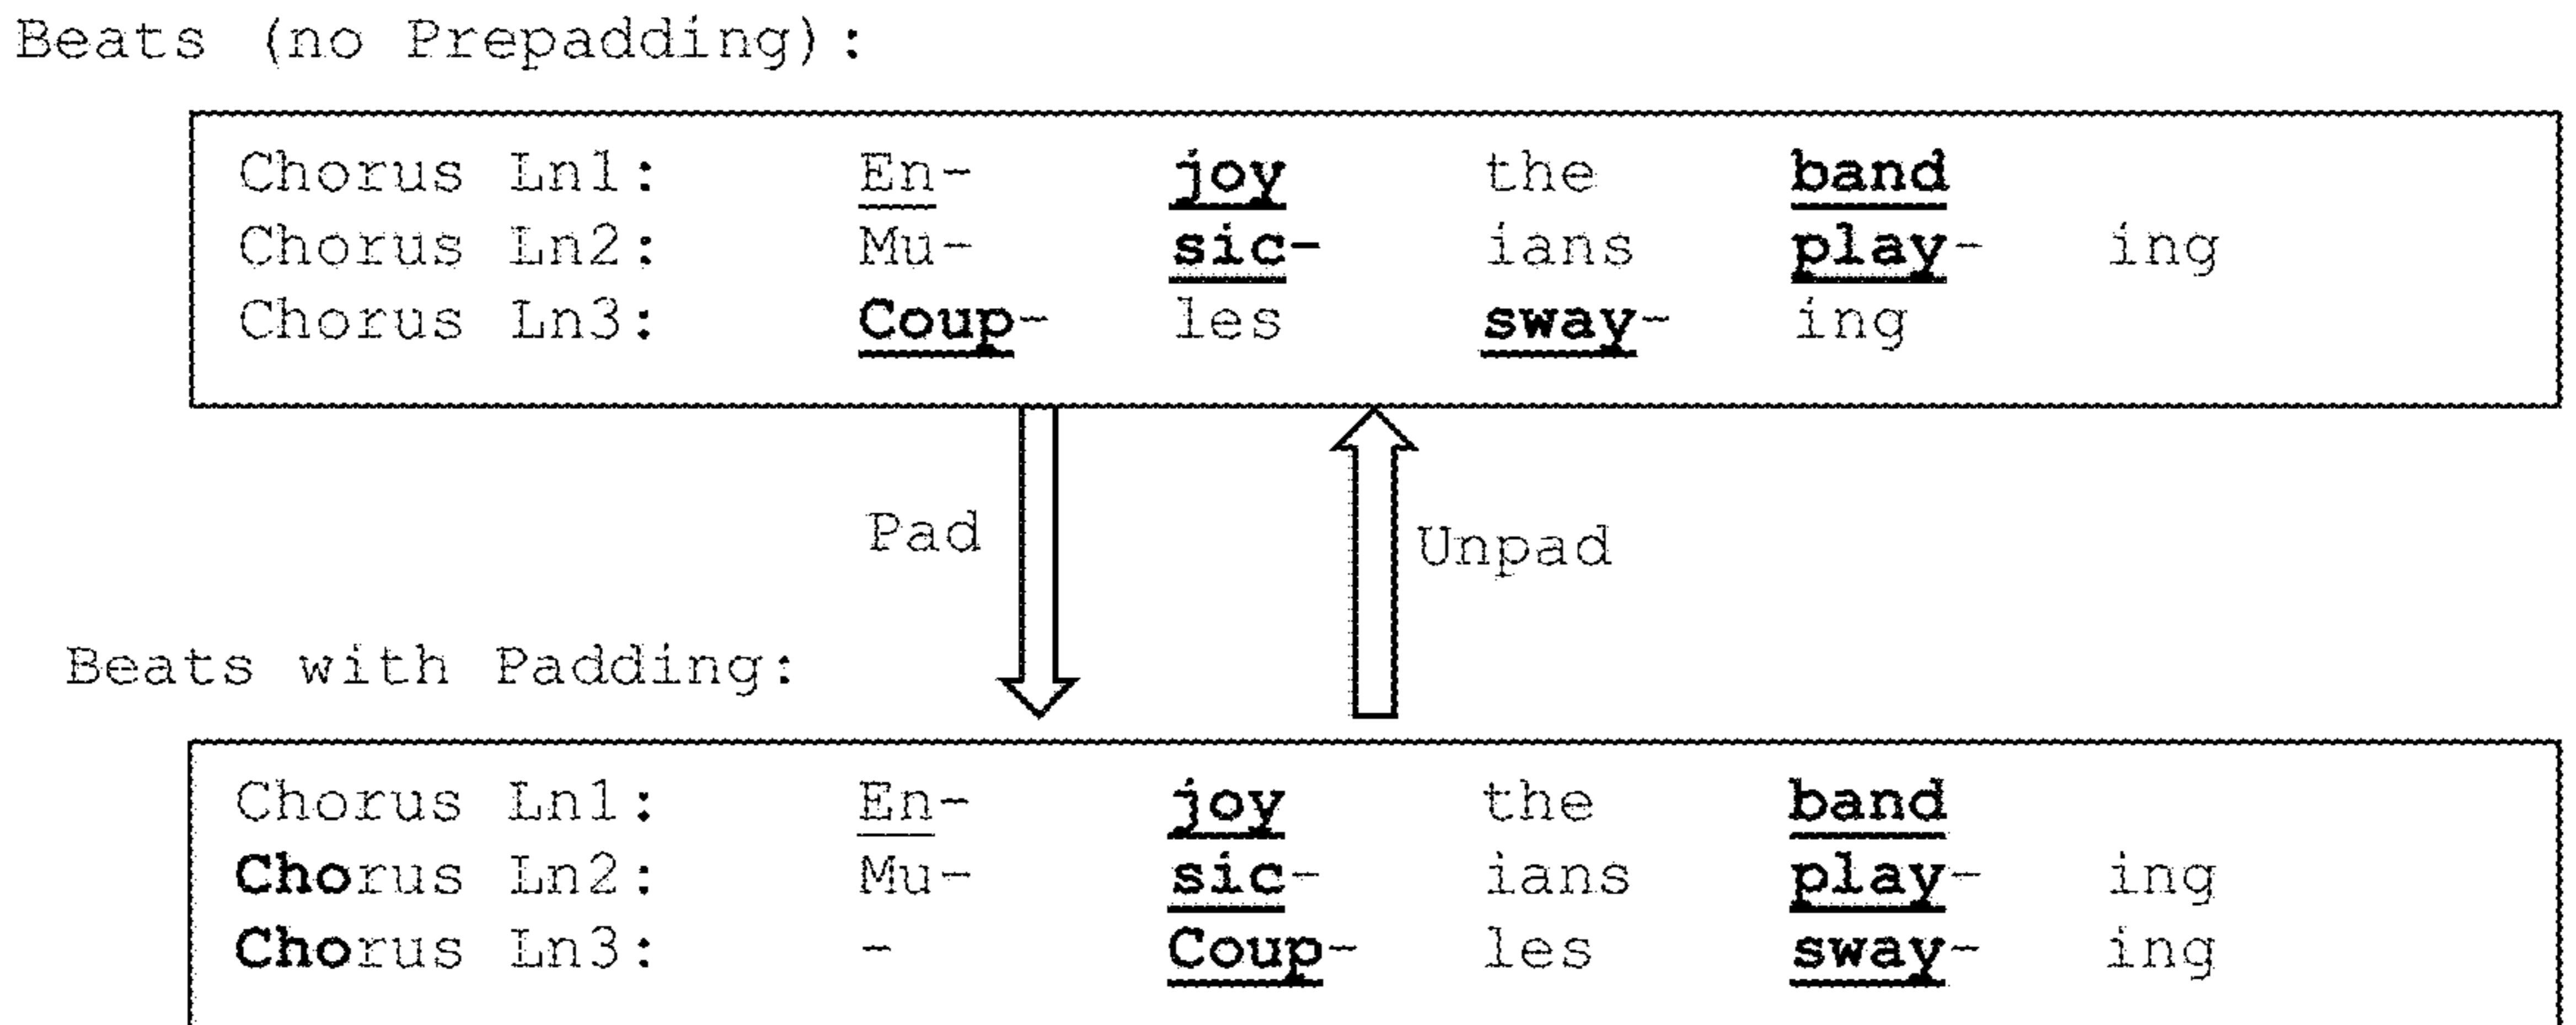 Beats (no Prepadding):
Chorus Ln1: En- joy the band
Chorus Ln2: Mu- sic- ians play- ing
Chorus Ln3: Coup- les sway- ing
Pad
Unpad
Beats with Padding:
Chorus Ln1: En- joy the band
Chorus Ln2: Mu- sic- ians play- ing
Chorus Ln3: - Coup- les sway- ing